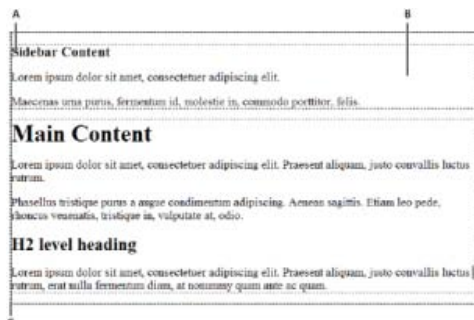 A B
Sidebar Content
Lorem ipsum dolor sit amet, consectetuer adipiscing elit.
Maecenas urna purus, fermentum id, molestie in, commodo porttitor, felis.
Main Content
Lorem ipsum dolor sit amet, consectetuer adipiscing elit. Praesent aliquam, justo convallis luctus
rutrum.
Phasellus tristique purus a augue condimentum adipiscing. Aenean sagittis. Etiam leo pede,
rhoncus venenatis, tristique in, vulputate at, odio.
H2 level heading
Lorem ipsum dolor sit amet, consectetuer adipiscing elit. Praesent aliquam, justo convallis luctus
rutrum, erat nulla fermentum diam, at nonummy quam ante ac quam.